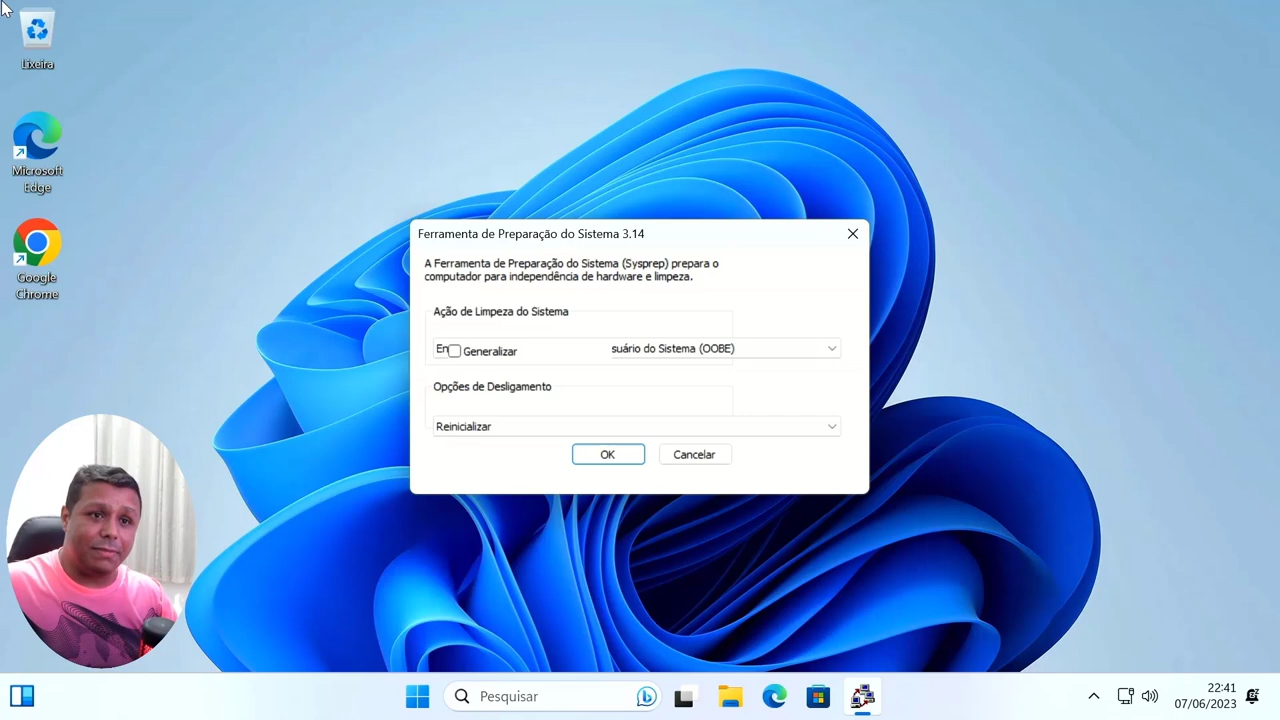 Lixeira
Microsoft
Edge
Google
Chrome
Ferramenta de Preparação do Sistema 3.14
A Ferramenta de Preparação do Sistema (Sysprep) prepara o
computador para independência de hardware e limpeza.
Ação de Limpeza do Sistema
En Generalizar suário do Sistema (OOBE)
Opções de Desligamento
Reinicializar
OK Cancelar
Pesquisar
22:41
07/06/2023